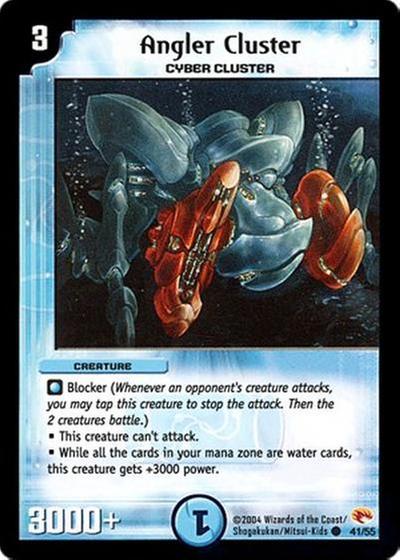 3
Angler Cluster
CYBER CLUSTER
CREATURE
Blocker (Whenever an opponent's creature attacks,
you may tap this creature to stop the attack. Then the
2 creatures battle.)
▪ This creature can't attack.
▪ While all the cards in your mana zone are water cards,
this creature gets +3000 power.
3000+
1
©2004 Wizards of the Coast/
Shogakukan/Mitsui-Kids ● 41/55